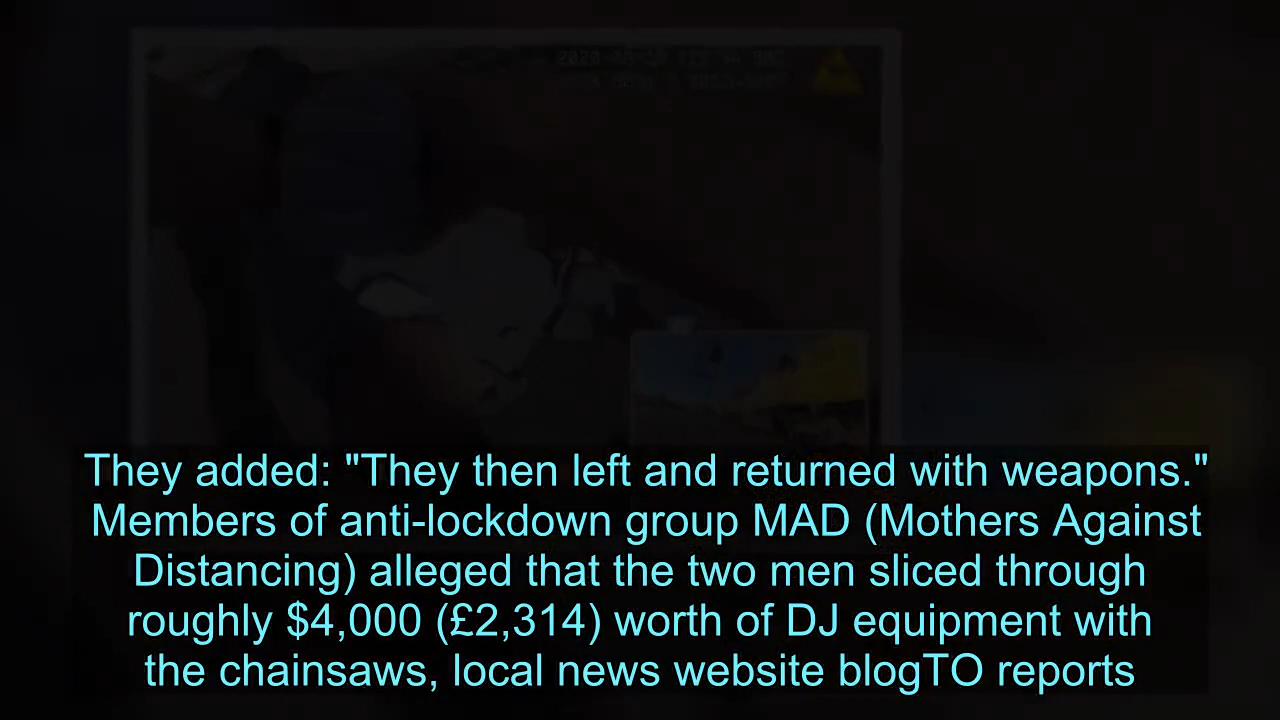 They added: "They then left and returned with weapons."
Members of anti-lockdown group MAD (Mothers Against
Distancing) alleged that the two men sliced through
roughly $4,000 (£2,314) worth of DJ equipment with
the chainsaws, local news website blogTO reports